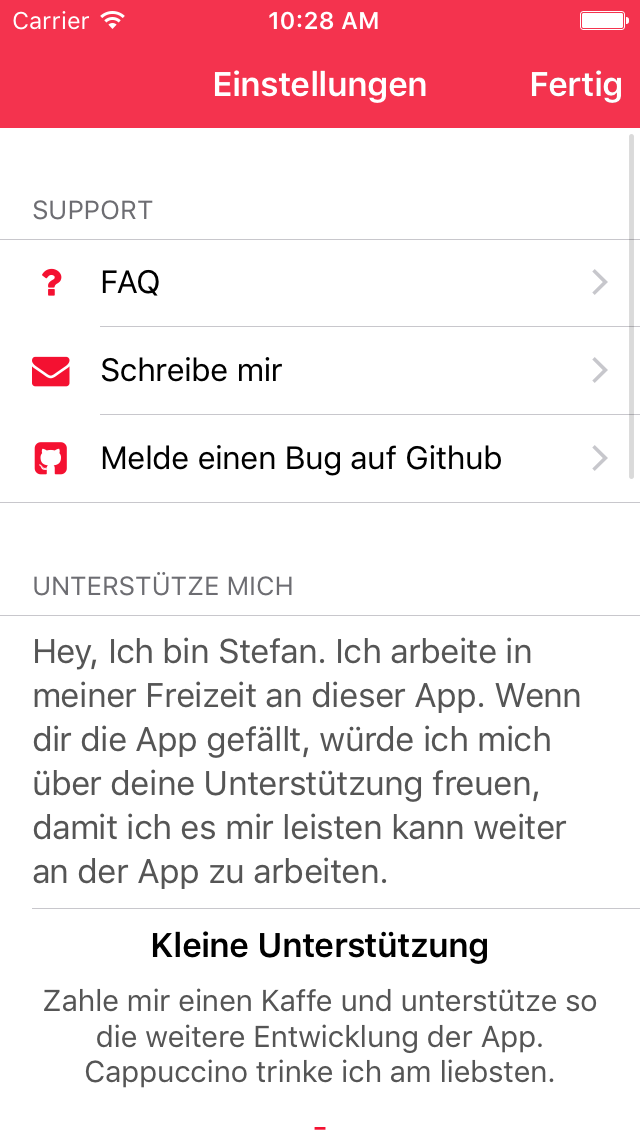 Carrier 10:28 AM
Einstellungen Fertig
SUPPORT
FAQ
Schreibe mir
Melde einen Bug auf Github
UNTERSTÜTZE MICH
Hey, Ich bin Stefan. Ich arbeite in
meiner Freizeit an dieser App. Wenn
dir die App gefällt, würde ich mich
über deine Unterstützung freuen,
damit ich es mir leisten kann weiter
an der App zu arbeiten.
Kleine Unterstützung
Zahle mir einen Kaffe und unterstütze so
die weitere Entwicklung der App.
Cappuccino trinke ich am liebsten.